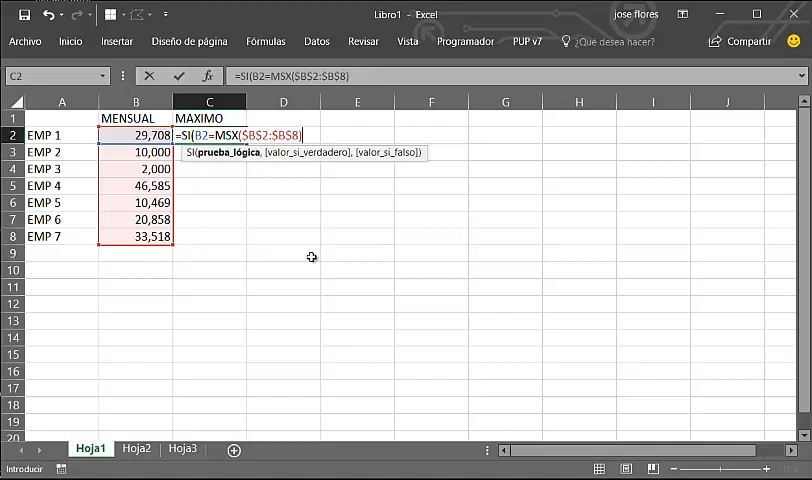 Libro1 - Excel
jose flores
Archivo Inicio Insertar Diseño de página Fórmulas Datos Revisar Vista Programador PUP v7 ¿Qué desea hacer? Compartir
C2 fx =SI(B2=MSX($B$2:$B$8)
A B C D E F G H I J
1 MENSUAL MAXIMO
2 EMP 1 29,708 =SI(B2=MSX($B$2:$B$8)
SI(prueba_lógica, [valor_si_verdadero], [valor_si_falso])
3 EMP 2 10,000
4 EMP 3 2,000
5 EMP 4 46,585
6 EMP 5 10,469
7 EMP 6 20,858
8 EMP 7 33,518
9
10
11
12
13
14
15
16
17
18
19
20
Hoja1 Hoja2 Hoja3
Introducir